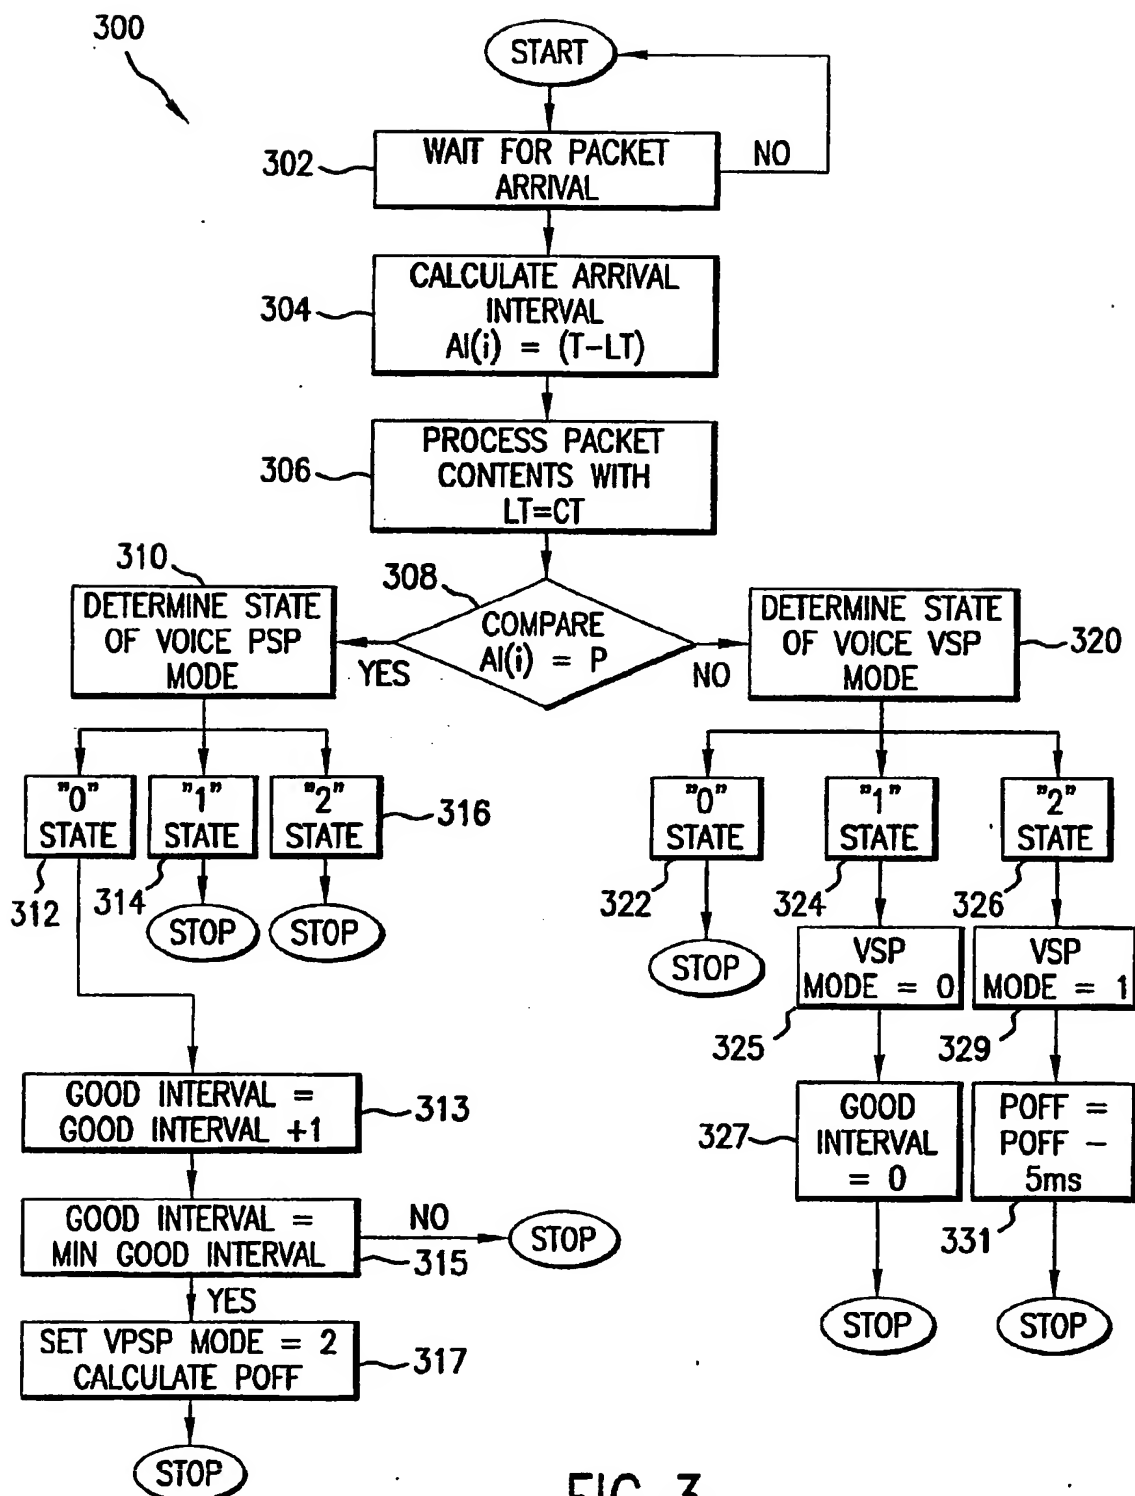 300
START
302
WAIT FOR PACKET
ARRIVAL
NO
304
CALCULATE ARRIVAL
INTERVAL
AI(i) = (T-LT)
306
PROCESS PACKET
CONTENTS WITH
LT=CT
310
DETERMINE STATE
OF VOICE PSP
MODE
308
COMPARE
AI(i) = P
YES
NO
DETERMINE STATE
OF VOICE VSP
MODE
320
"0"
STATE
312
"1"
STATE
314
STOP
"2"
STATE
316
STOP
"0"
STATE
322
STOP
"1"
STATE
324
VSP
MODE = 0
325
GOOD
INTERVAL
= 0
327
STOP
"2"
STATE
326
VSP
MODE = 1
329
POFF =
POFF -
5ms
331
STOP
GOOD INTERVAL =
GOOD INTERVAL +1
313
GOOD INTERVAL =
MIN GOOD INTERVAL
315
NO
STOP
YES
SET VPSP MODE = 2
CALCULATE POFF
317
STOP
FIG. 3